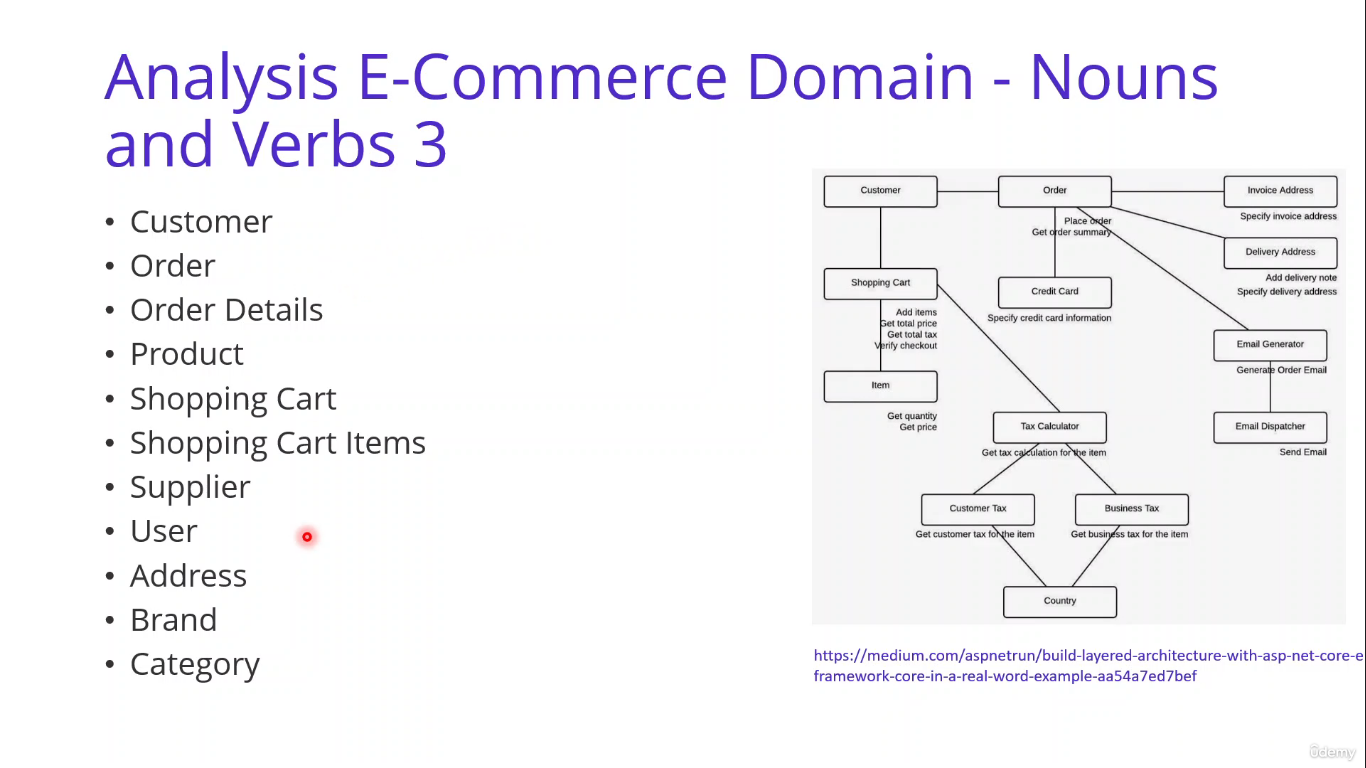 Analysis E-Commerce Domain - Nouns
and Verbs 3
• Customer
• Order
• Order Details
• Product
• Shopping Cart
• Shopping Cart Items
• Supplier
• User
• Address
• Brand
• Category
Customer
Order
Invoice Address
Specify invoice address
Place order
Get order summary
Delivery Address
Add delivery note
Specify delivery address
Shopping Cart
Add items
Get total price
Get total tax
Verify checkout
Credit Card
Specify credit card information
Email Generator
Generate Order Email
Item
Get quantity
Get price
Tax Calculator
Get tax calculation for the item
Email Dispatcher
Send Email
Customer Tax
Get customer tax for the item
Business Tax
Get business tax for the item
Country
https://medium.com/aspnetrun/build-layered-architecture-with-asp-net-core-e
framework-core-in-a-real-word-example-aa54a7ed7bef
ûdemy